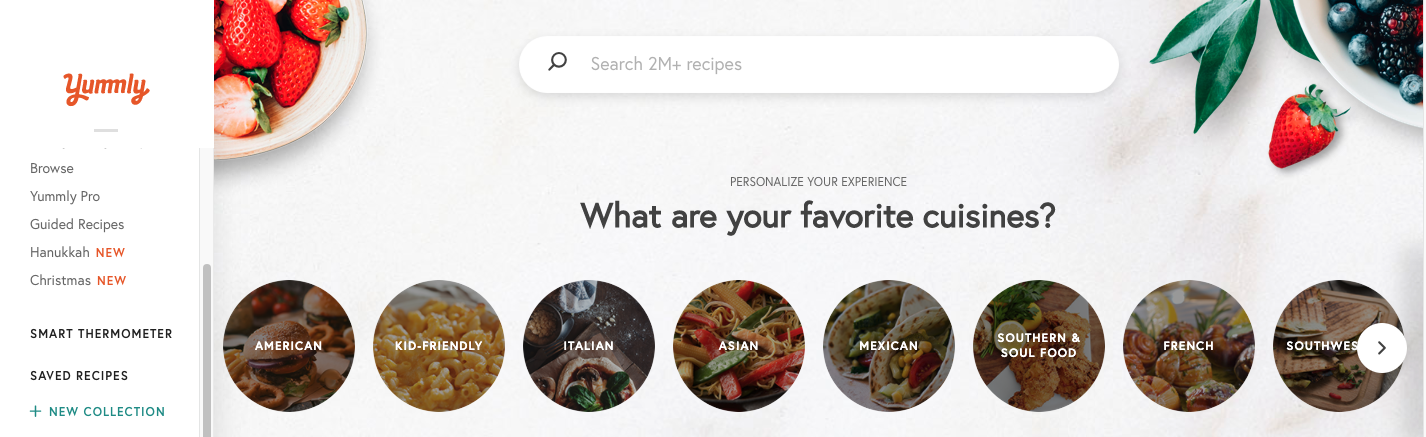 Yummly
Browse
Yummly Pro
Guided Recipes
Hanukkah NEW
Christmas NEW
SMART THERMOMETER
SAVED RECIPES
+ NEW COLLECTION
Search 2M+ recipes
PERSONALIZE YOUR EXPERIENCE
What are your favorite cuisines?
AMERICAN
KID-FRIENDLY
ITALIAN
ASIAN
MEXICAN
SOUTHERN &
SOUL FOOD
FRENCH
SOUTHWES